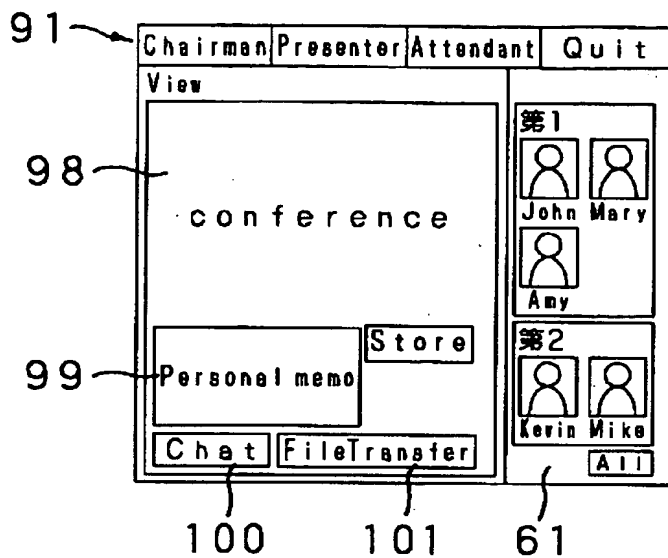 91
Chairman Presenter Attendant Quit
View
第1
98
conference
John Mary
Amy
Store
第2
99
Personal memo
Kevin Mike
Chat FileTransfer
All
100 101 61